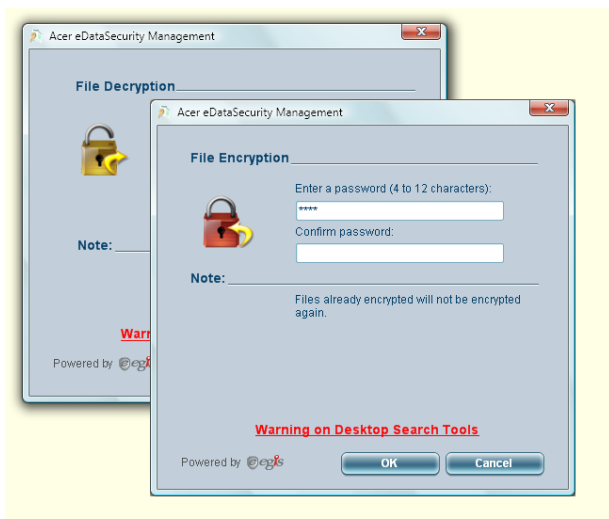 Acer eDataSecurity Management
File Decryption
Note:
Powered by egis
Acer eDataSecurity Management
File Encryption
Enter a password (4 to 12 characters):
****
Confirm password:
Note:
Files already encrypted will not be encrypted
again.
Warning on Desktop Search Tools
Powered by egis
OK
Cancel